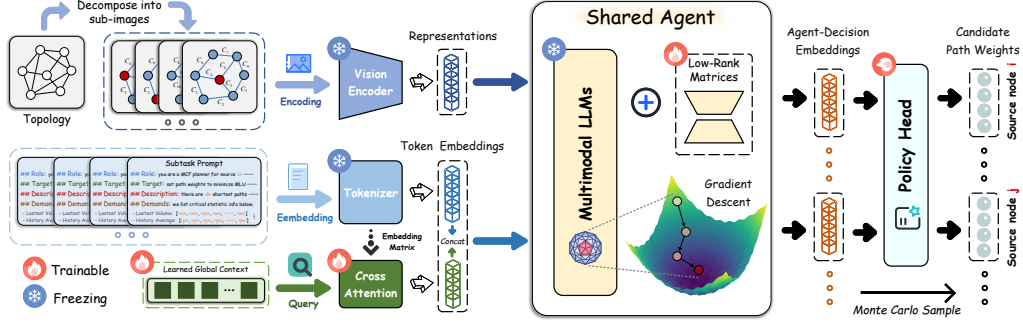 Decompose into
sub-images
Topology
Encoding
Vision
Encoder
Representations
Subtask Prompt
## Role: you are a MCF planner for source
## Target: set path weights to minimize MLU
## Description: there are shortest paths
## Demands: we list critical statistic info below.
- Lastest Volume:
- History Average:
Embedding
Tokenizer
Token Embeddings
Embedding
Matrix
Concat
Trainable
Freezing
Learned Global Context
Query
Cross
Attention
Shared Agent
Multimodal LLMs
Low-Rank
Matrices
Gradient
Descent
Agent-Decision
Embeddings
Policy Head
Candidate
Path Weights
Source node i
Source node j
Monte Carlo Sample